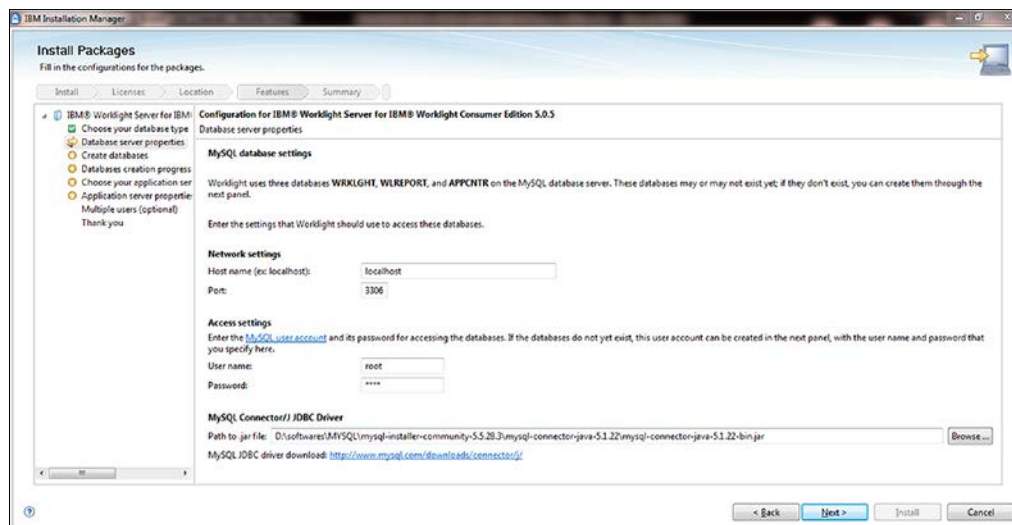 IBM Installation Manager
Install Packages
Fill in the configurations for the packages.
Install
Licenses
Location
Features
Summary
IBM® Worklight Server for IBM
Choose your database type
Database server properties
Create databases
Databases creation progress
Choose your application ser
Application server propertie
Multiple users (optional)
Thank you
Configuration for IBM® Worklight Server for IBM® Worklight Consumer Edition 5.0.5
Database server properties
MySQL database settings
Worklight uses three databases WRKLGHT, WLREPORT, and APPCNTR on the MySQL database server. These databases may or may not exist yet; if they don't exist, you can create them through the
next panel.
Enter the settings that Worklight should use to access these databases.
Network settings
Host name (ex: localhost): localhost
Port: 3306
Access settings
Enter the MySQL user account and its password for accessing the databases. If the databases do not yet exist, this user account can be created in the next panel, with the user name and password that
you specify here.
User name: root
Password: ****
MySQL Connector/J JDBC Driver
Path to .jar file: D:\softwares\MYSQL\mysql-installer-community-5.5.28.3\mysql-connector-java-5.1.22\mysql-connector-java-5.1.22-bin.jar Browse...
MySQL JDBC driver download: http://www.mysql.com/downloads/connector/j/
?
< Back Next > Install Cancel